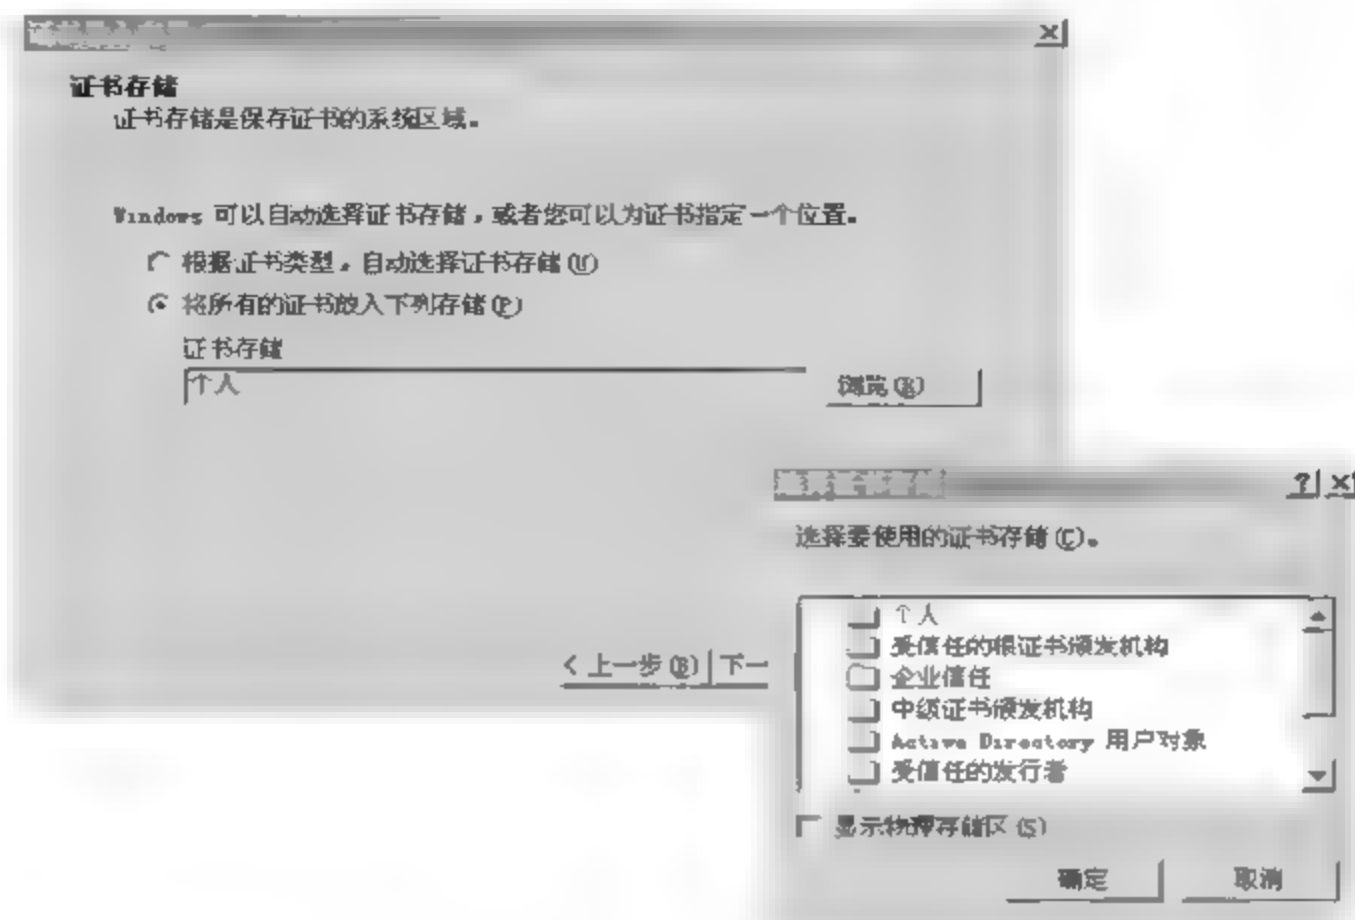 证书存储
证书存储是保存证书的系统区域。
Windows 可以自动选择证书存储，或者您可以为证书指定一个位置。
根据证书类型，自动选择证书存储(U)
将所有的证书放入下列存储(P)
证书存储
个人
浏览(R)
< 上一步(B) 下一
选择证书存储
选择要使用的证书存储(C)。
个人
受信任的根证书颁发机构
企业信任
中级证书颁发机构
Active Directory 用户对象
受信任的发行者
显示物理存储区(S)
确定
取消